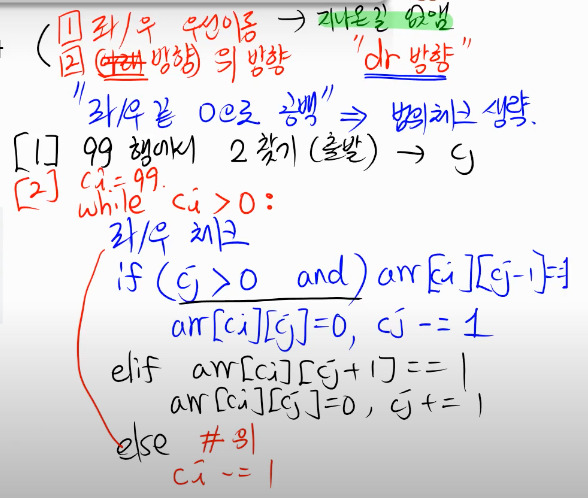 1 좌/우 우선이동 → 지나온길 없앰
2 (아래 방향) 의 방향 "dr 방향"
"좌/우 끝 0으로 공백" ⇒ 범위체크 생략.
[1] 99 행에서 2 찾기 (출발) → cj
[2] ci = 99.
while ci > 0 :
좌/우 체크
if (cj > 0 and) arr[ci][cj-1]==1
arr[ci][cj]=0, cj -= 1
elif arr[ci][cj+1] == 1
arr[ci][cj]=0, cj += 1
else # 위
ci -= 1